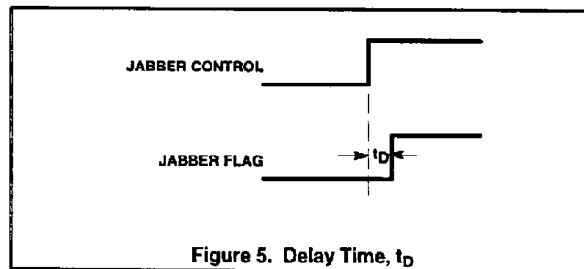 JABBER CONTROL
tD
JABBER FLAG
Figure 5. Delay Time, tD